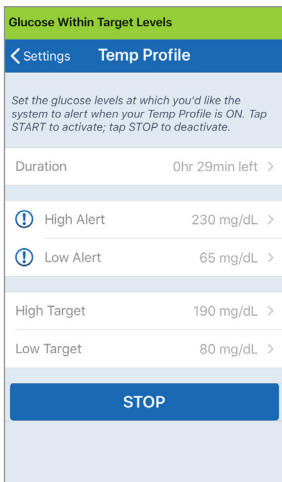 Glucose Within Target Levels
Settings Temp Profile
Set the glucose levels at which you'd like the
system to alert when your Temp Profile is ON. Tap
START to activate; tap STOP to deactivate.
Duration 0hr 29min left
High Alert 230 mg/dL
Low Alert 65 mg/dL
High Target 190 mg/dL
Low Target 80 mg/dL
STOP